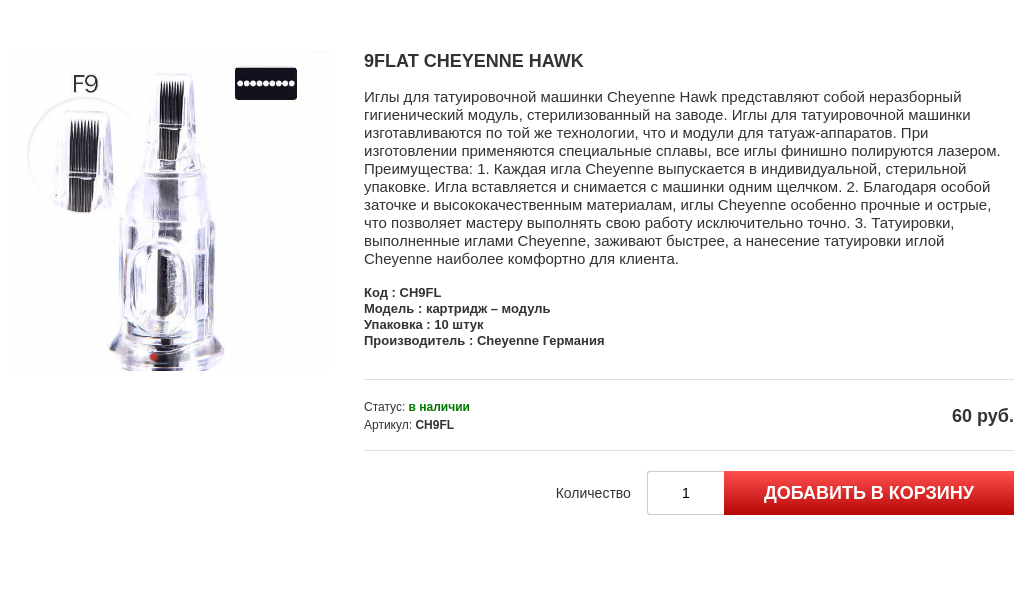 F9
9FLAT CHEYENNE HAWK
Иглы для татуировочной машинки Cheyenne Hawk представляют собой неразборный
гигиенический модуль, стерилизованный на заводе. Иглы для татуировочной машинки
изготавливаются по той же технологии, что и модули для татуаж-аппаратов. При
изготовлении применяются специальные сплавы, все иглы финишно полируются лазером.
Преимущества: 1. Каждая игла Cheyenne выпускается в индивидуальной, стерильной
упаковке. Игла вставляется и снимается с машинки одним щелчком. 2. Благодаря особой
заточке и высококачественным материалам, иглы Cheyenne особенно прочные и острые,
что позволяет мастеру выполнять свою работу исключительно точно. 3. Татуировки,
выполненные иглами Cheyenne, заживают быстрее, а нанесение татуировки иглой
Cheyenne наиболее комфортно для клиента.
Код : CH9FL
Модель : картридж – модуль
Упаковка : 10 штук
Производитель : Cheyenne Германия
Статус: в наличии
Артикул: CH9FL
60 руб.
Количество 1 ДОБАВИТЬ В КОРЗИНУ